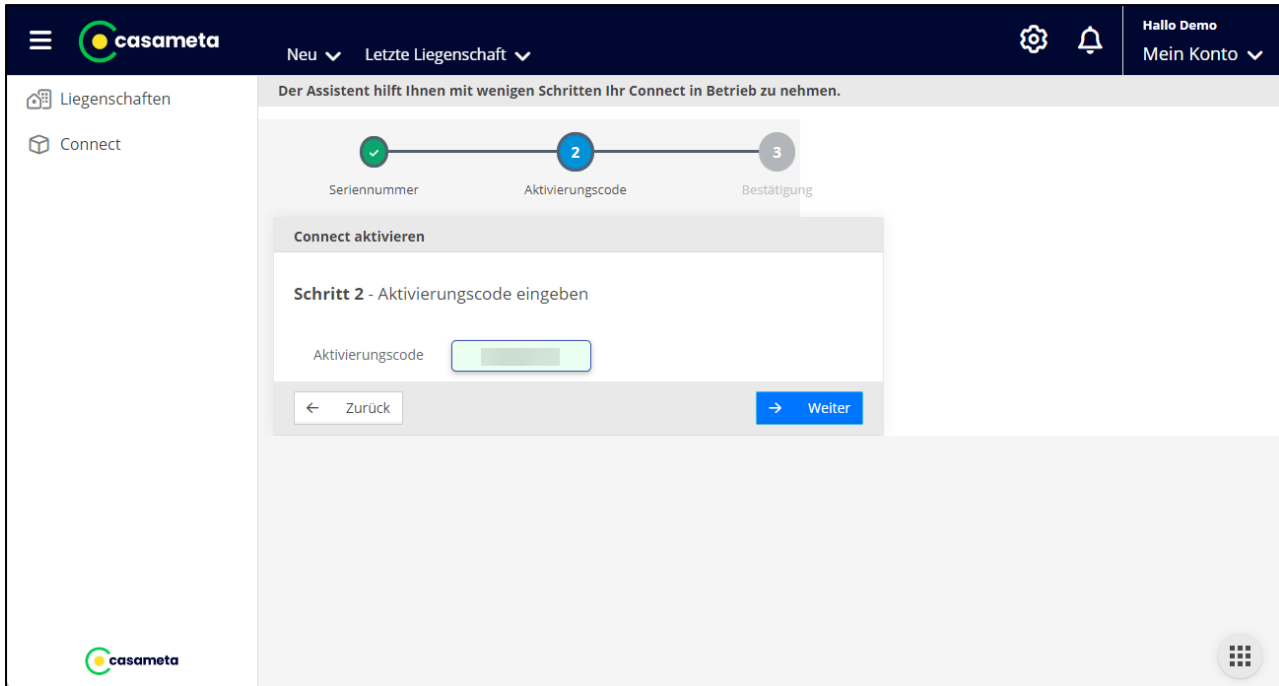 casameta
Neu
Letzte Liegenschaft
Hallo Demo
Mein Konto
Liegenschaften
Connect
Der Assistent hilft Ihnen mit wenigen Schritten Ihr Connect in Betrieb zu nehmen.
2
3
Seriennummer
Aktivierungscode
Bestätigung
Connect aktivieren
Schritt 2 - Aktivierungscode eingeben
Aktivierungscode
Zurück
Weiter
casameta